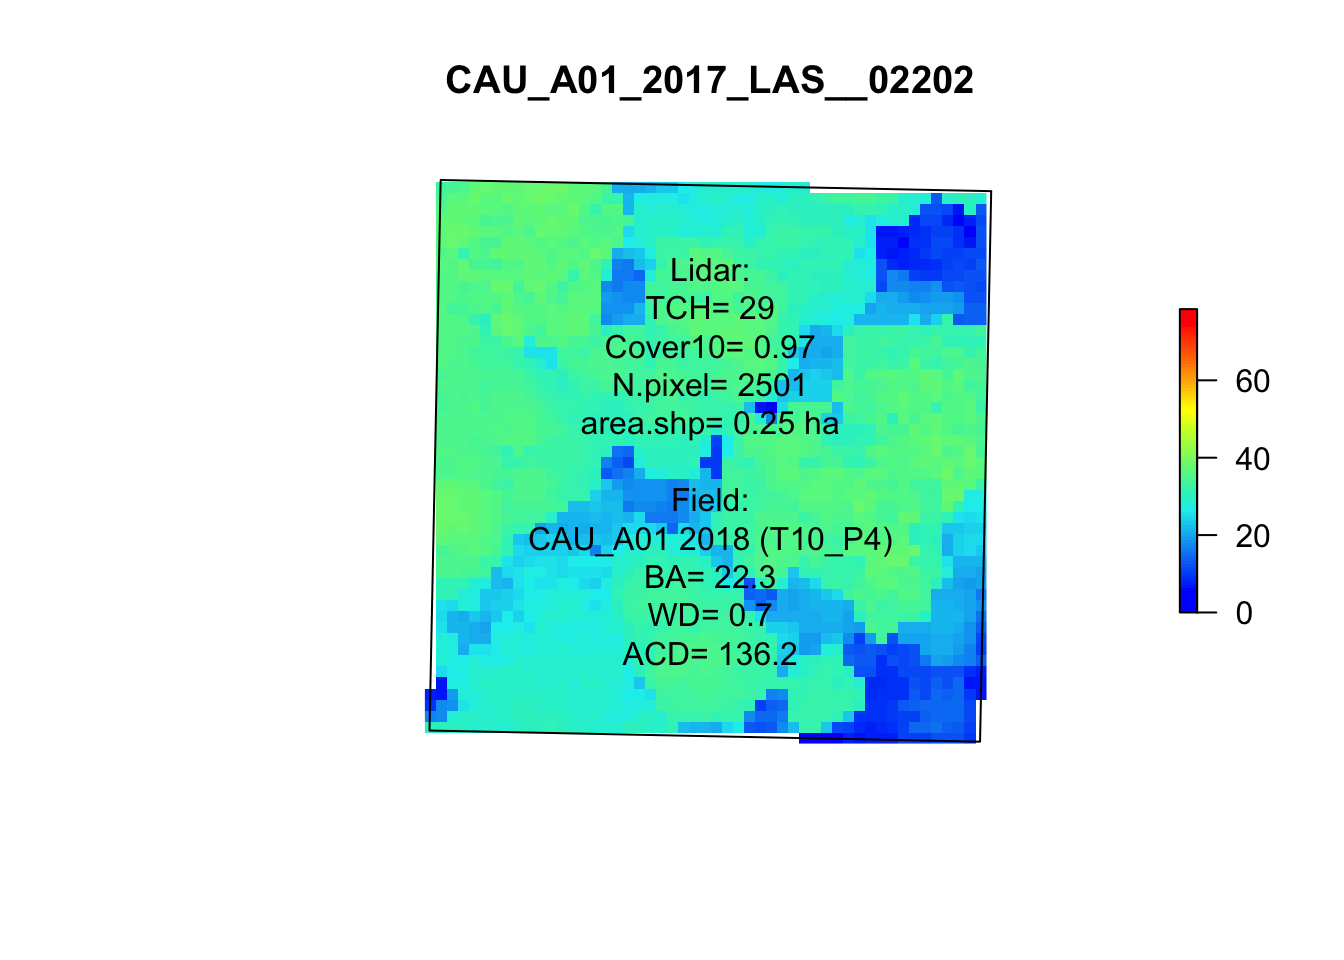 CAU_A01_2017_LAS__02202
Lidar:
TCH= 29
Cover10= 0.97
N.pixel= 2501
area.shp= 0.25 ha
Field:
CAU_A01 2018 (T10_P4)
BA= 22.3
WD= 0.7
ACD= 136.2
60
40
20
0